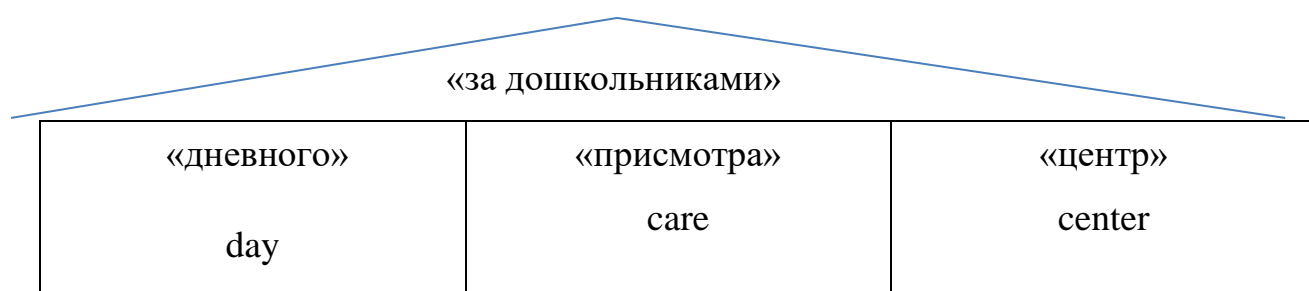 «за дошкольниками»
«дневного» «присмотра» «центр»
day care center